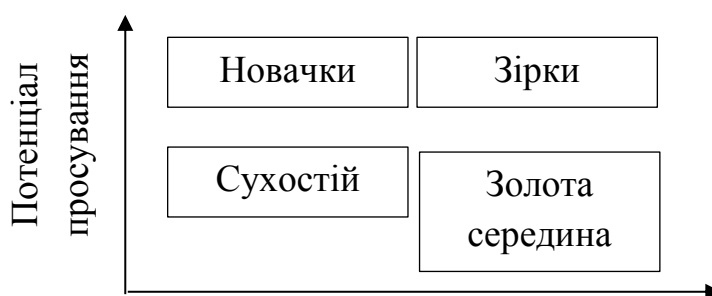 Потенціал
просування
Новачки
Зірки
Сухостій
Золота
середина